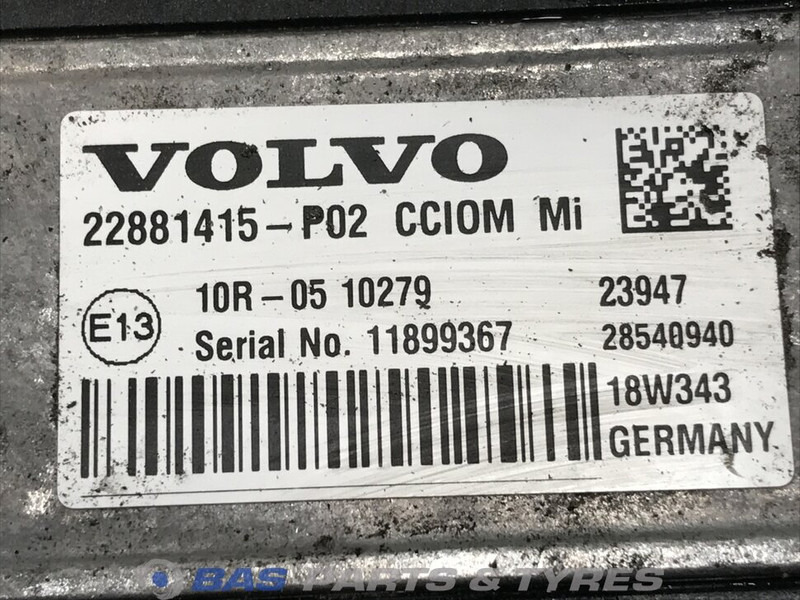 VOLVO
22881415-P02 CCIOM Mi
10R-05 10279 23947
E13
Serial No. 11899367 28540940
18W343
GERMANY
BAS PARTS & TYRES